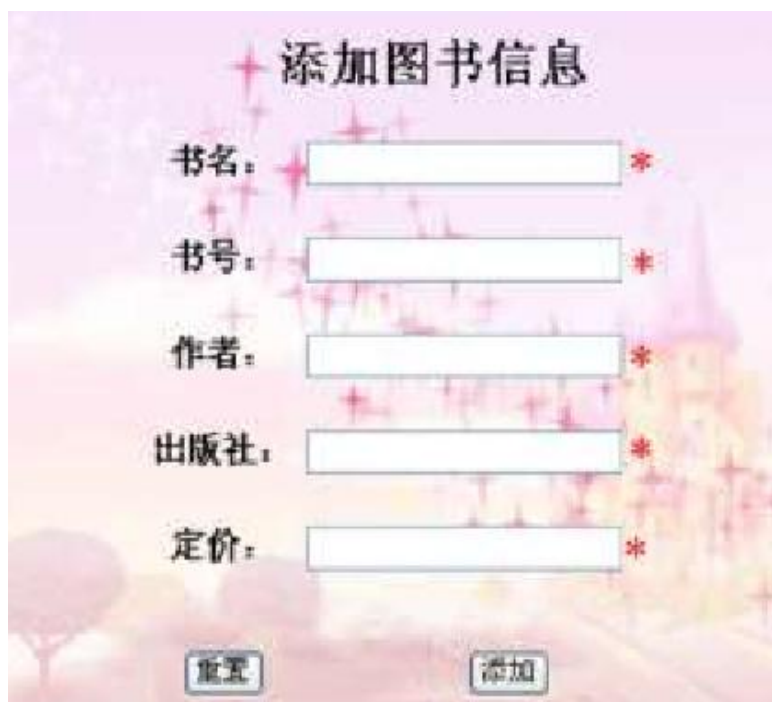 添加图书信息
书名： *
书号： *
作者： *
出版社： *
定价： *
重置 添加